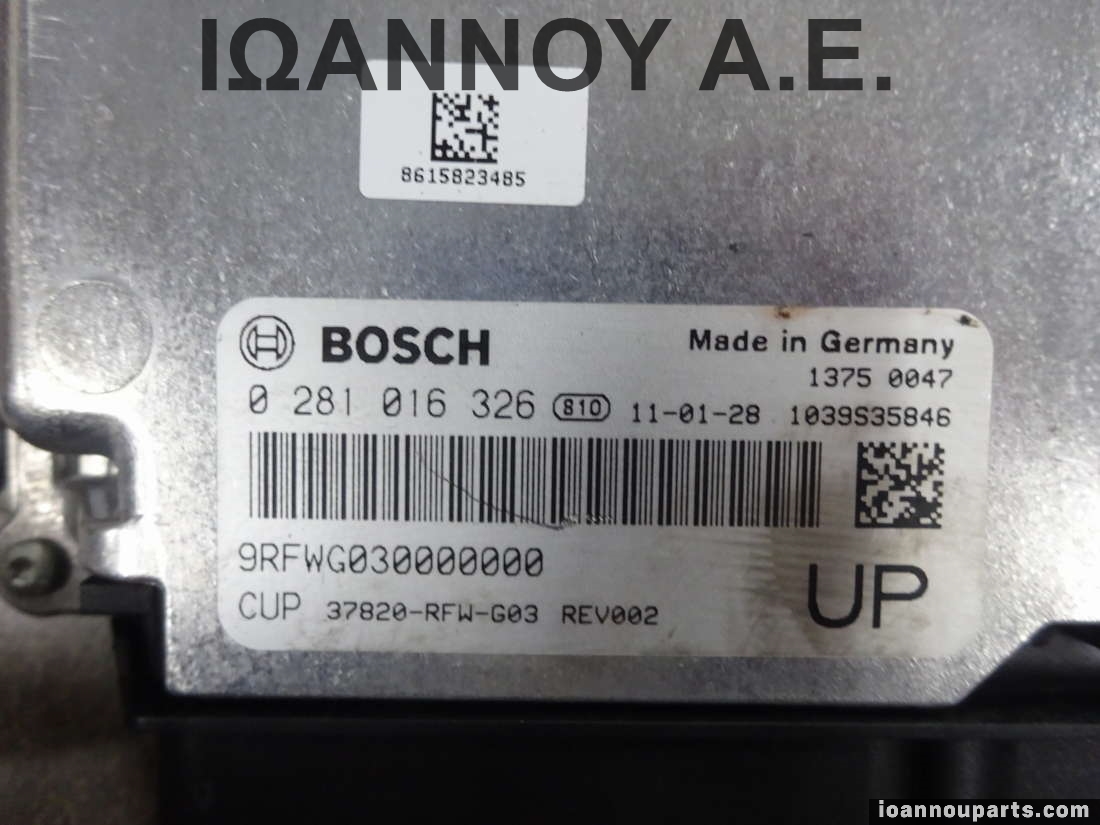 ΙΩΑΝΝΟΥ Α.Ε.
8615823485
BOSCH
Made in Germany
1375 0047
0 281 016 326 810 11-01-28 1039S35846
9RFWG030000000
CUP 37820-RFW-G03 REV002
UP
ioannouparts.com